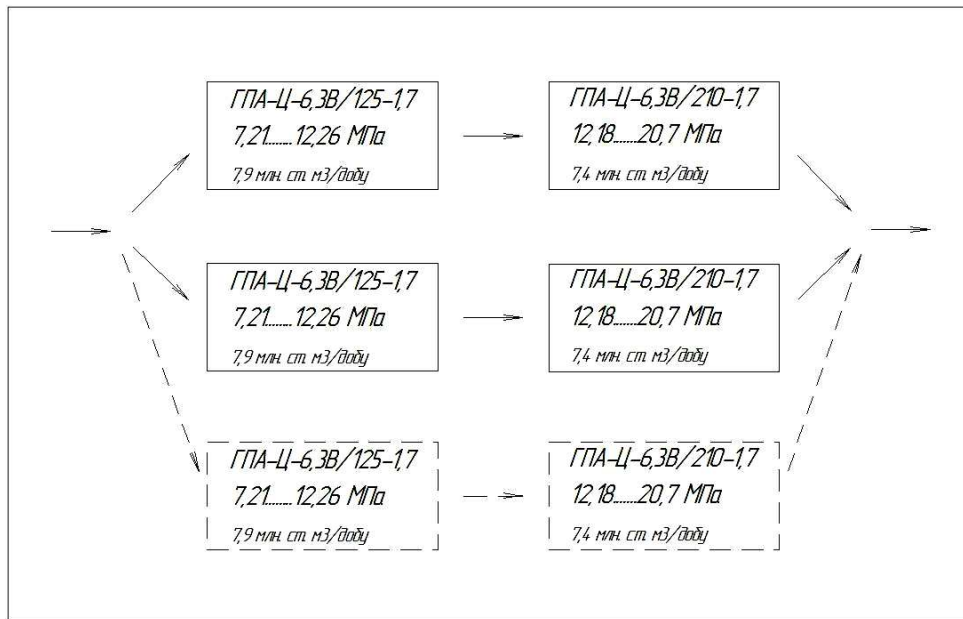 ГПА-Ц-6,3В/125-1,7
7,21.......12,26 МПа
7,9 млн. ст. м3/добу
ГПА-Ц-6,3В/210-1,7
12,18.......20,7 МПа
7,4 млн. ст. м3/добу
ГПА-Ц-6,3В/125-1,7
7,21.......12,26 МПа
7,9 млн. ст. м3/добу
ГПА-Ц-6,3В/210-1,7
12,18.......20,7 МПа
7,4 млн. ст. м3/добу
ГПА-Ц-6,3В/125-1,7
7,21.......12,26 МПа
7,9 млн. ст. м3/добу
ГПА-Ц-6,3В/210-1,7
12,18.......20,7 МПа
7,4 млн. ст. м3/добу